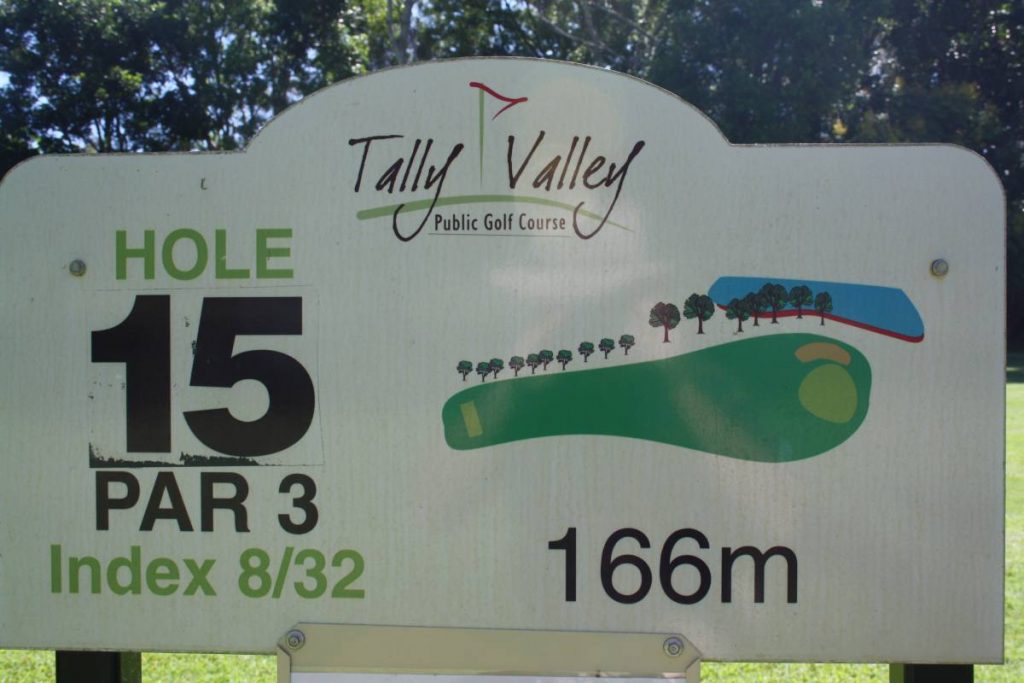 Tally Valley
Public Golf Course
HOLE
15
PAR 3
Index 8/32
166m